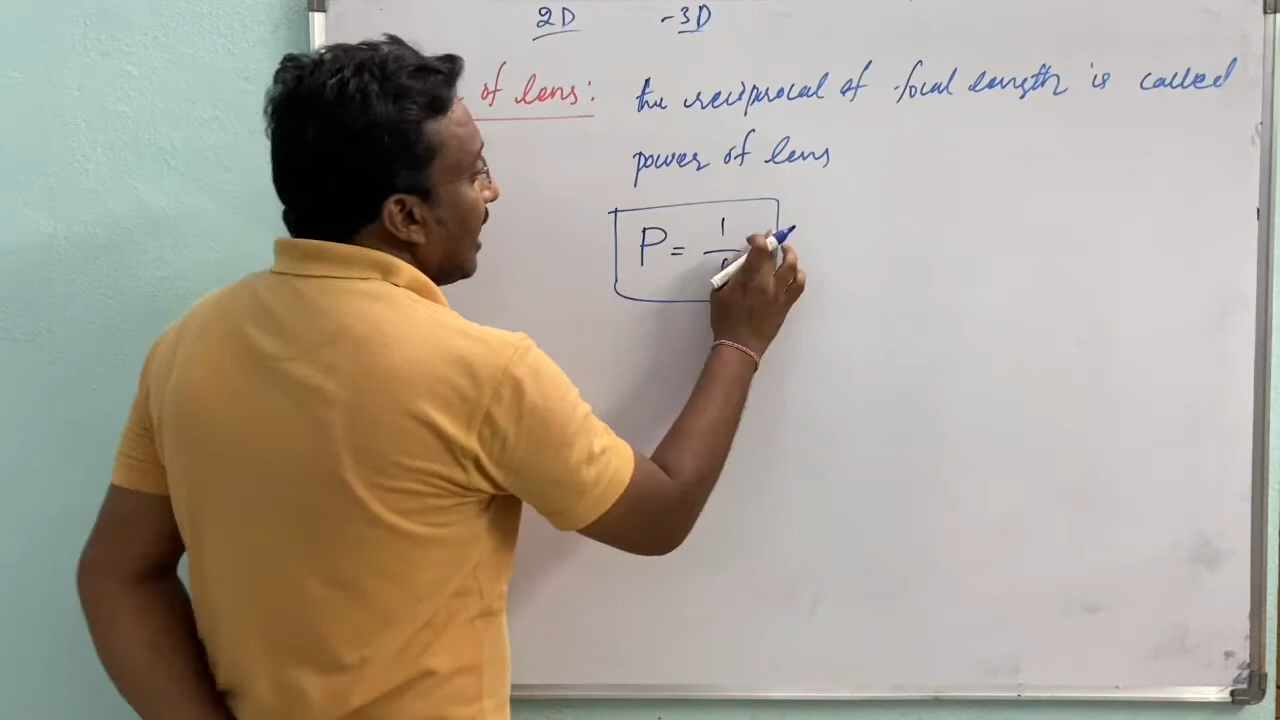 2D -3D
of lens: the reciprocal of focal length is called
power of lens
P = 1